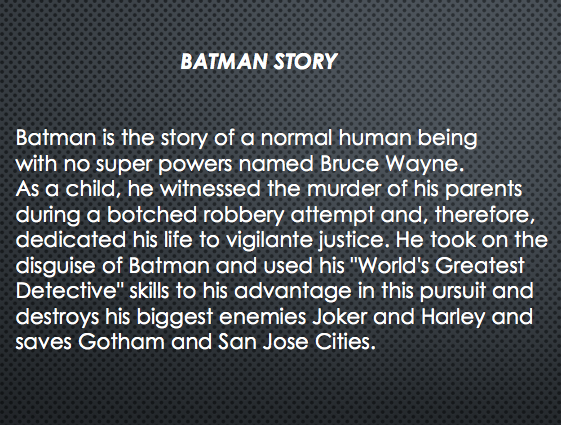 BATMAN STORY
Batman is the story of a normal human being
with no super powers named Bruce Wayne.
As a child, he witnessed the murder of his parents
during a botched robbery attempt and, therefore,
dedicated his life to vigilante justice. He took on the
disguise of Batman and used his "World's Greatest
Detective" skills to his advantage in this pursuit and
destroys his biggest enemies Joker and Harley and
saves Gotham and San Jose Cities.